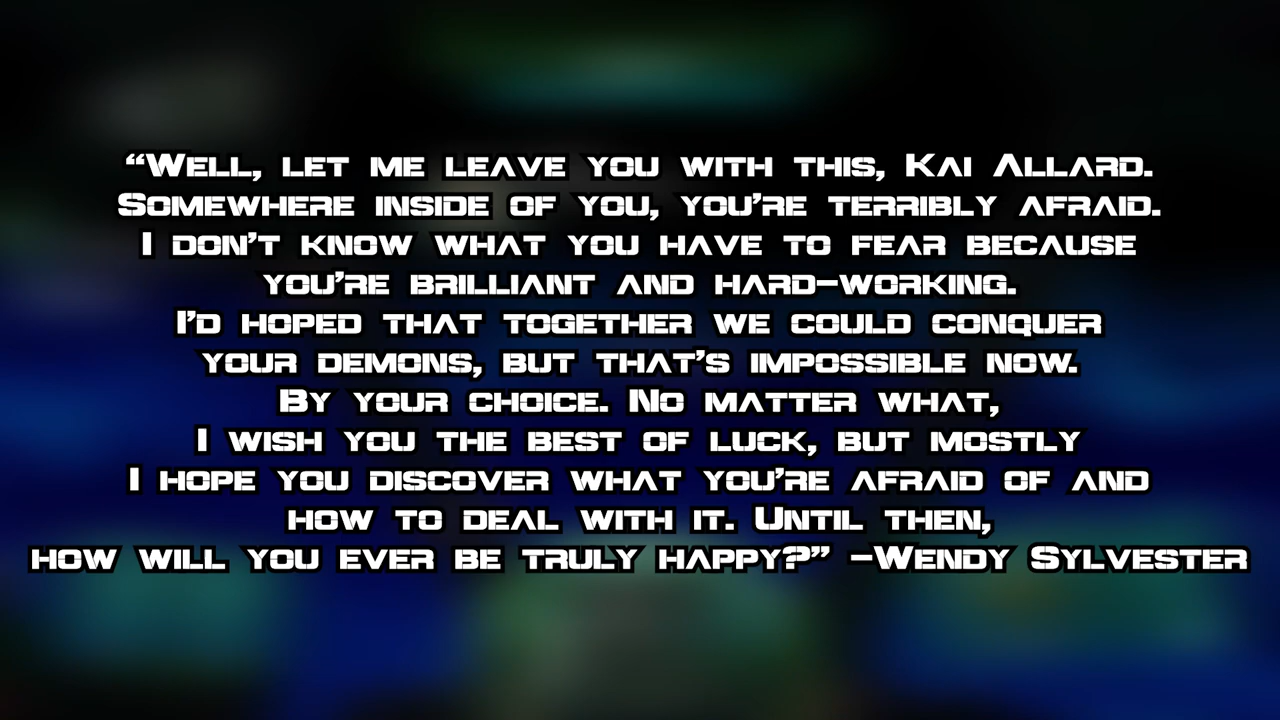 “Well, let me leave you with this, Kai Allard.
Somewhere inside of you, you’re terribly afraid.
I don’t know what you have to fear because
you’re brilliant and hard-working.
I’d hoped that together we could conquer
your demons, but that’s impossible now.
By your choice. No matter what,
I wish you the best of luck, but mostly
I hope you discover what you’re afraid of and
how to deal with it. Until then,
how will you ever be truly happy?” -Wendy Sylvester